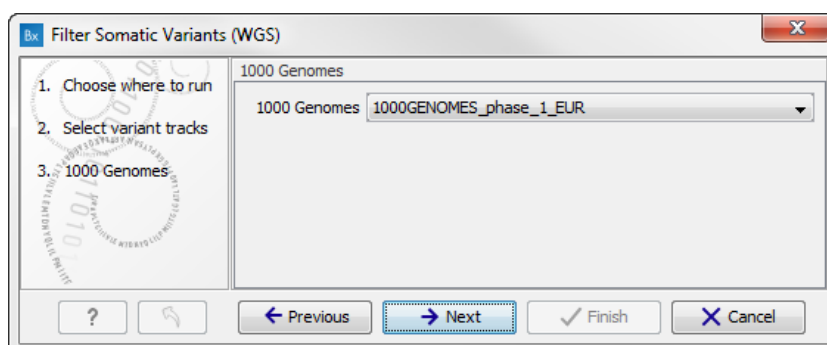 Bx Filter Somatic Variants (WGS)
1. Choose where to run
2. Select variant tracks
3. 1000 Genomes
1000 Genomes
1000 Genomes 1000GENOMES_phase_1_EUR
? Previous Next Finish Cancel